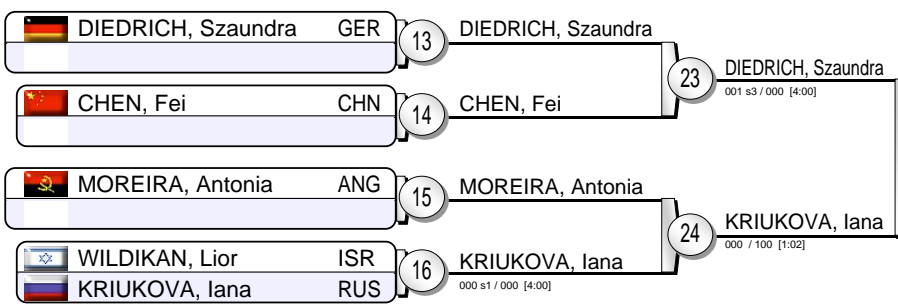 DIEDRICH, Szaundra GER
13
DIEDRICH, Szaundra
23
DIEDRICH, Szaundra
001 s3 / 000 [4:00]
CHEN, Fei CHN
14
CHEN, Fei
MOREIRA, Antonia ANG
15
MOREIRA, Antonia
24
KRIUKOVA, Iana
000 / 100 [1:02]
WILDIKAN, Lior ISR
KRIUKOVA, Iana RUS
16
KRIUKOVA, Iana
000 s1 / 000 [4:00]